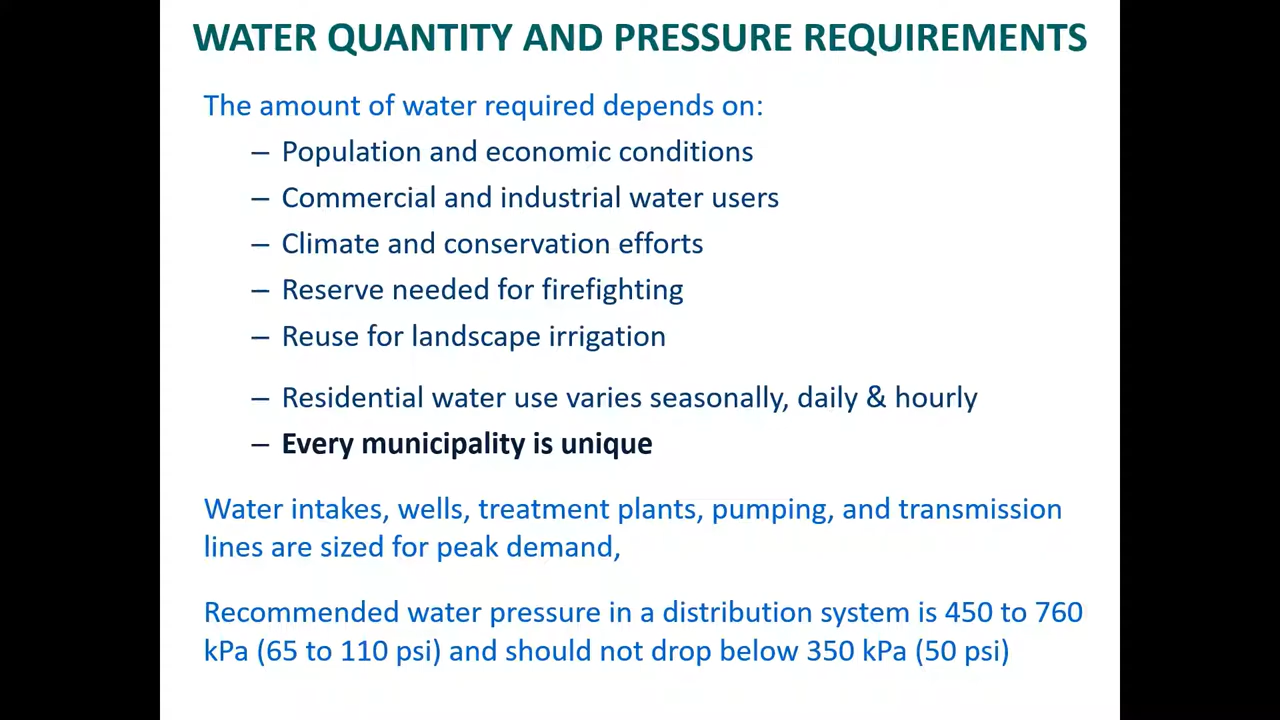 WATER QUANTITY AND PRESSURE REQUIREMENTS
The amount of water required depends on:
– Population and economic conditions
– Commercial and industrial water users
– Climate and conservation efforts
– Reserve needed for firefighting
– Reuse for landscape irrigation
– Residential water use varies seasonally, daily & hourly
– Every municipality is unique
Water intakes, wells, treatment plants, pumping, and transmission
lines are sized for peak demand,
Recommended water pressure in a distribution system is 450 to 760
kPa (65 to 110 psi) and should not drop below 350 kPa (50 psi)